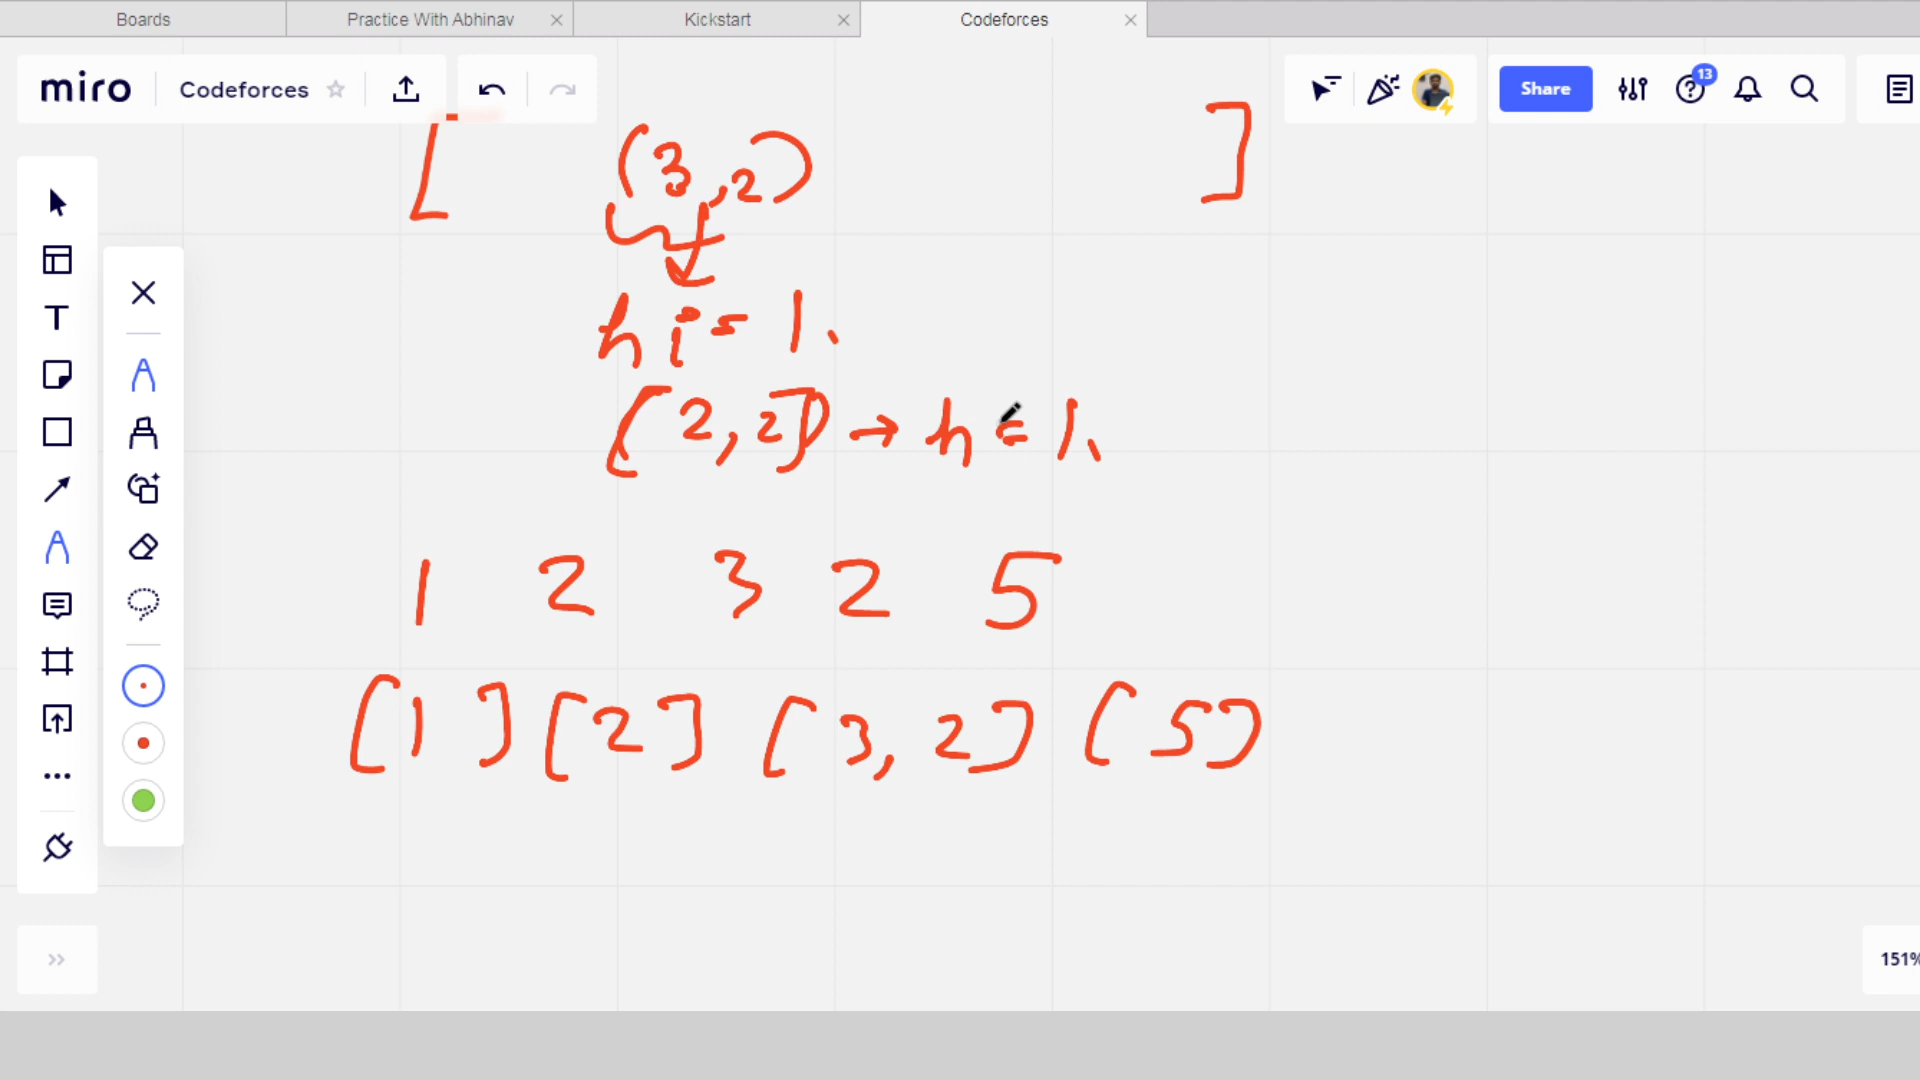 Boards Practice With Abhinav Kickstart Codeforces
miro Codeforces Share 13
[ (3,2) ]
hi = 1.
[2,2] → h = 1.
1 2 3 2 5
[1] [2] [3, 2] [5]
T
151%